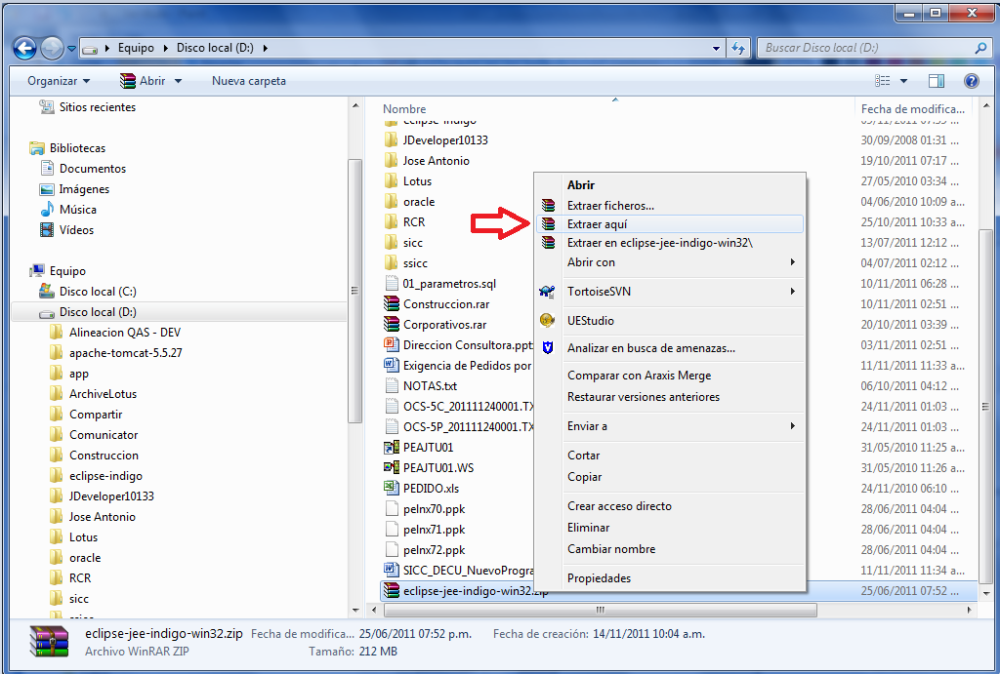 Equipo ▸ Disco local (D:) ▸
Buscar Disco local (D:)
Organizar
Abrir
Nueva carpeta
Sitios recientes
Bibliotecas
Documentos
Imágenes
Música
Vídeos
Equipo
Disco local (C:)
Disco local (D:)
Alineacion QAS - DEV
apache-tomcat-5.5.27
app
ArchiveLotus
Compartir
Comunicator
Construccion
eclipse-indigo
JDeveloper10133
Jose Antonio
Lotus
oracle
RCR
sicc
ssicc
Nombre Fecha de modifica...
eclipse-indigo 09/11/2011 07:55 ...
JDeveloper10133 30/09/2008 01:31 ...
Jose Antonio 19/10/2011 07:17 ...
Lotus 27/05/2010 03:34 ...
oracle 04/06/2010 09:9 a...
RCR 25/10/2011 10:33 a...
sicc 13/07/2011 12:12 ...
ssicc 04/07/2011 02:12 ...
01_parametros.sql 10/11/2011 06:28 ...
Construccion.rar 10/11/2011 02:51 ...
Corporativos.rar 20/10/2011 03:39 ...
Direccion Consultora.ppt 03/11/2011 02:51 ...
Exigencia de Pedidos por 11/11/2011 11:33 a...
NOTAS.txt 06/10/2011 04:12 ...
OCS-5C_201111240001.TX 24/11/2011 01:03 ...
OCS-5P_201111240001.TX 24/11/2011 01:03 ...
PEAJTU01 31/05/2010 11:25 a...
PEAJTU01.WS 31/05/2010 11:26 a...
PEDIDO.xls 24/11/2010 06:10 ...
pelnx70.ppk 28/06/2011 04:04 ...
pelnx71.ppk 28/06/2011 04:04 ...
pelnx72.ppk 28/06/2011 04:04 ...
SICC_DECU_NuevoProgra 11/11/2011 11:34 a...
eclipse-jee-indigo-win32.zip 25/06/2011 07:52 ...
Abrir
Extraer ficheros...
Extraer aquí
Extraer en eclipse-jee-indigo-win32\
Abrir con
TortoiseSVN
UEStudio
Analizar en busca de amenazas...
Comparar con Araxis Merge
Restaurar versiones anteriores
Enviar a
Cortar
Copiar
Crear acceso directo
Eliminar
Cambiar nombre
Propiedades
eclipse-jee-indigo-win32.zip Fecha de modifica... 25/06/2011 07:52 p.m. Fecha de creación: 14/11/2011 10:04 a.m.
Archivo WinRAR ZIP Tamaño: 212 MB